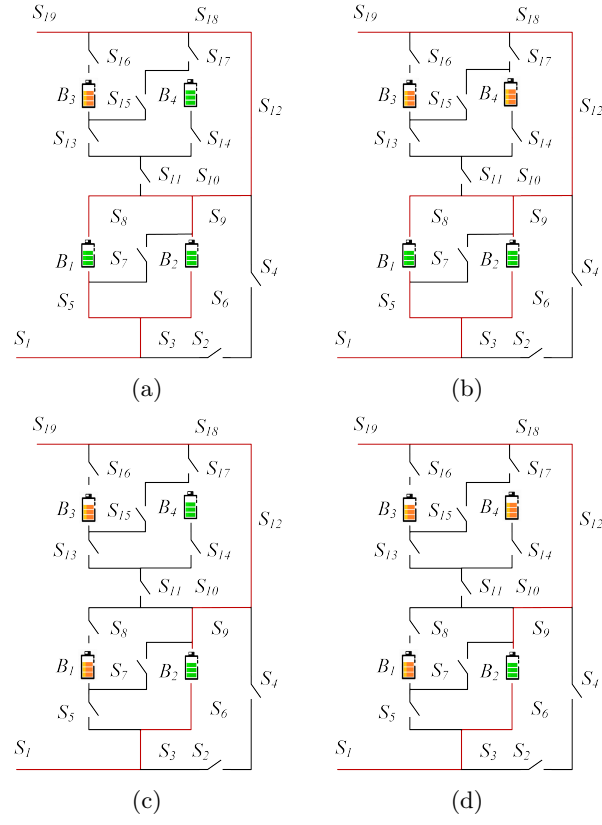 S19 S18 S19 S18
S16 S17 S16 S17
B3 S15 B4 S12 B3 S15 B4 S12
S13 S14 S13 S14
S11 S10 S11 S10
S8 S9 S8 S9
B1 S7 B2 S4 B1 S7 B2 S4
S5 S6 S5 S6
S1 S3 S2 S1 S3 S2
(a) (b)
S19 S18 S19 S18
S16 S17 S16 S17
B3 S15 B4 S12 B3 S15 B4 S12
S13 S14 S13 S14
S11 S10 S11 S10
S8 S9 S8 S9
B1 S7 B2 S4 B1 S7 B2 S4
S5 S6 S5 S6
S1 S3 S2 S1 S3 S2
(c) (d)